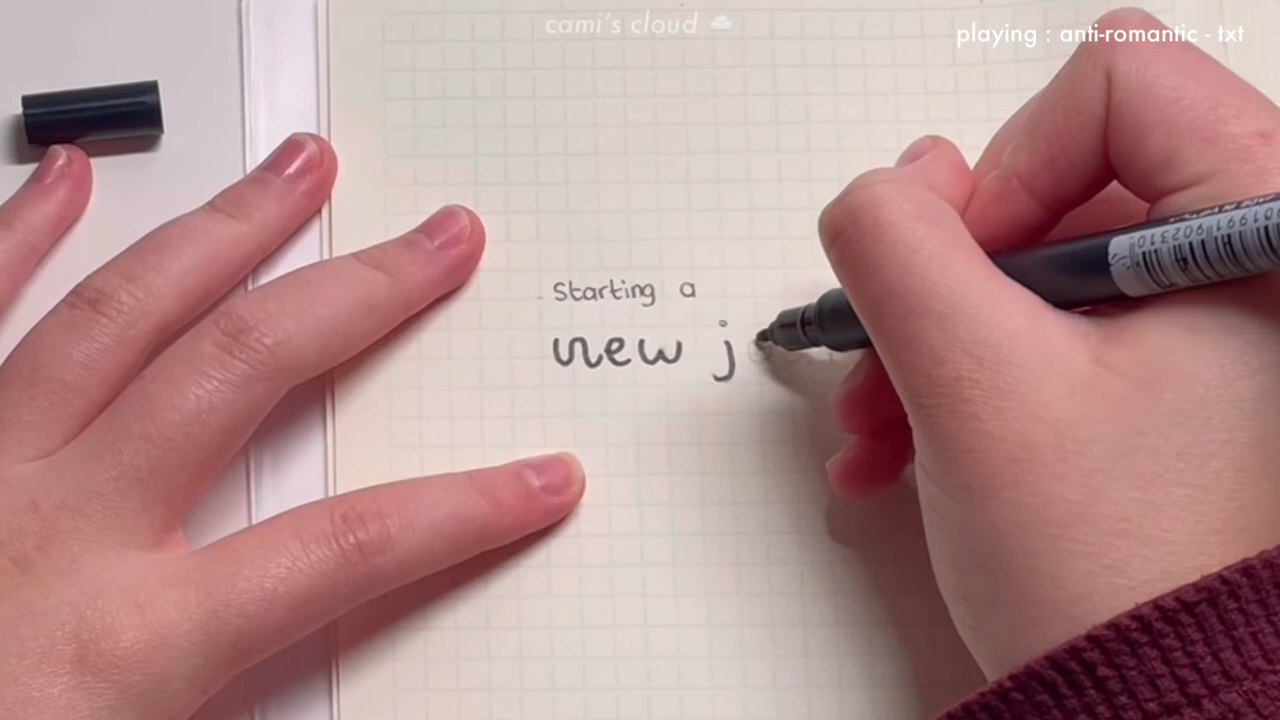 cami's cloud
playing : anti-romantic - txt
Starting a
new j